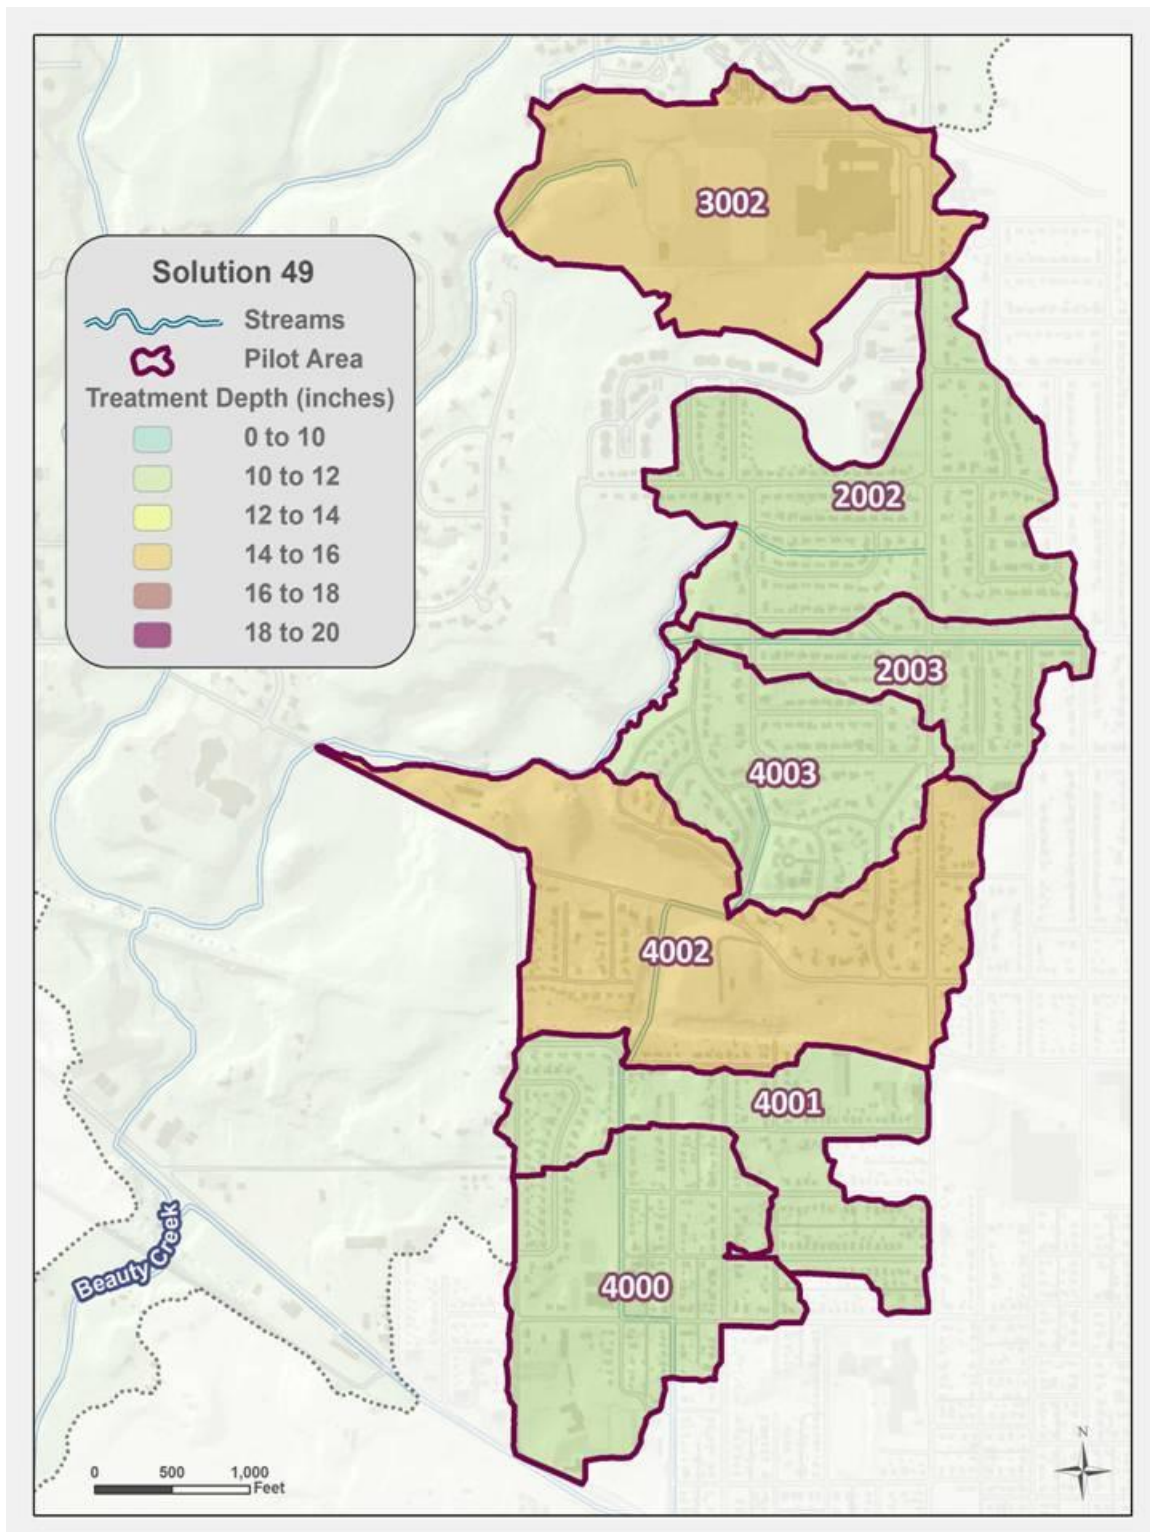 Solution 49
Streams
Pilot Area
Treatment Depth (inches)
0 to 10
10 to 12
12 to 14
14 to 16
16 to 18
18 to 20
3002
2002
2003
4003
4002
4001
4000
Beauty Creek
0 500 1,000
Feet
N